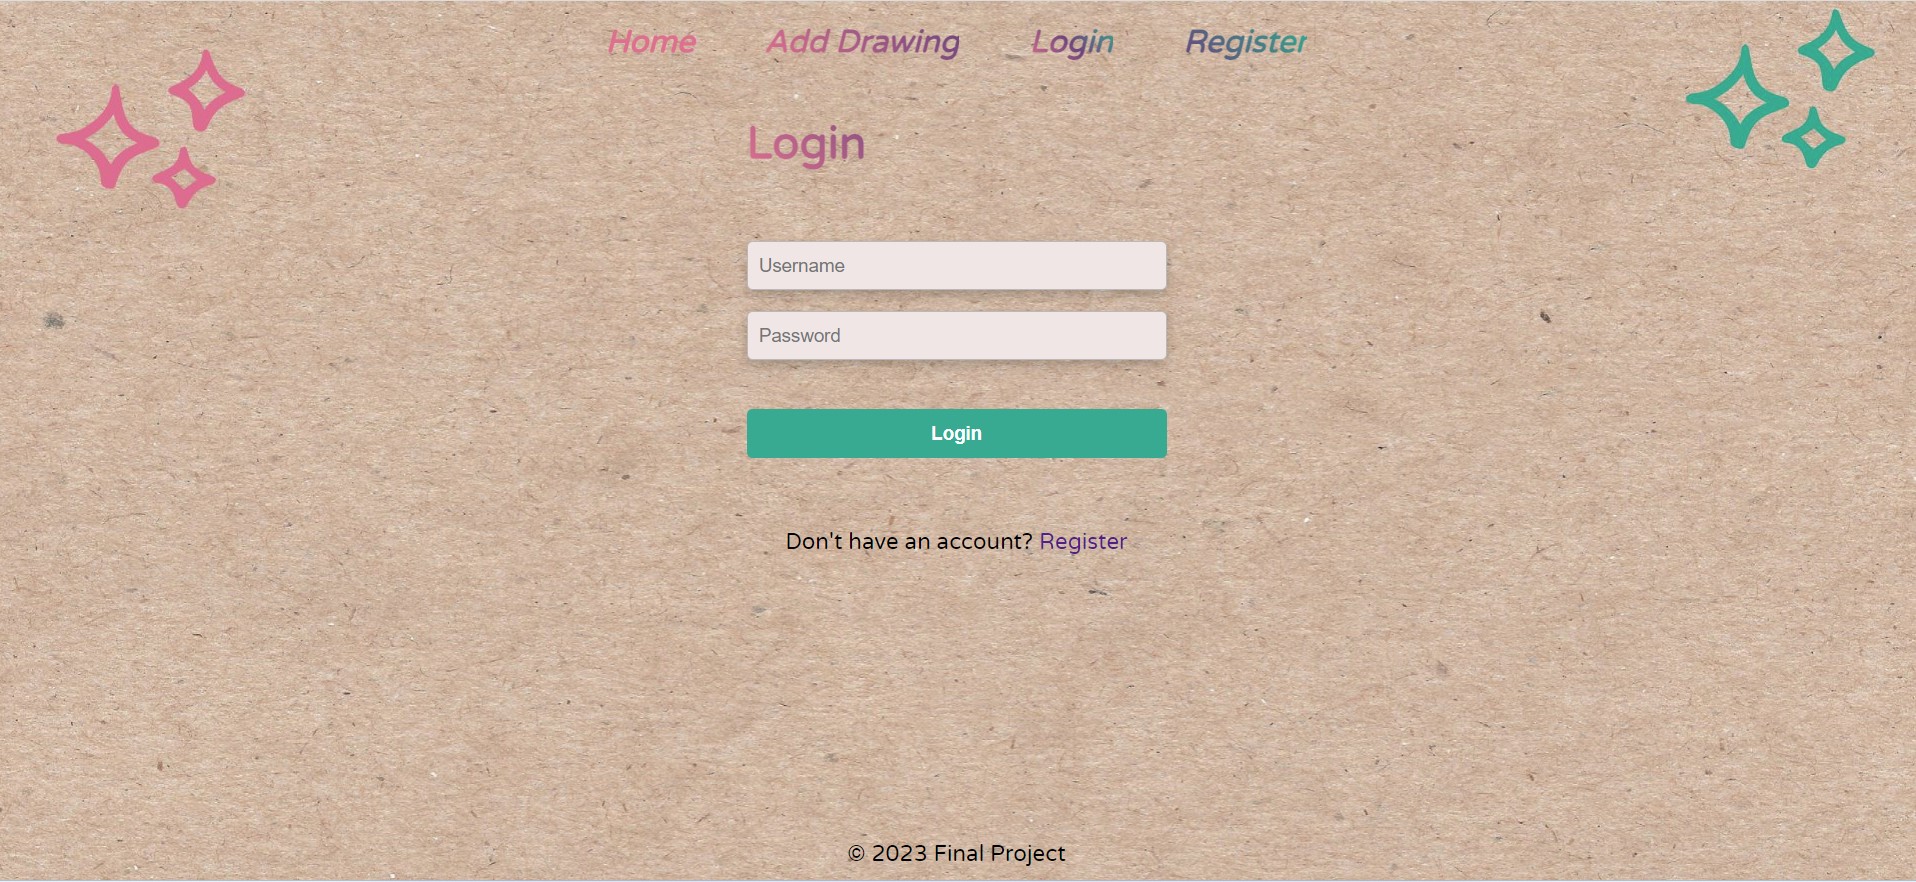 Home Add Drawing Login Register
Login
Username
Password
Login
Don't have an account? Register
© 2023 Final Project